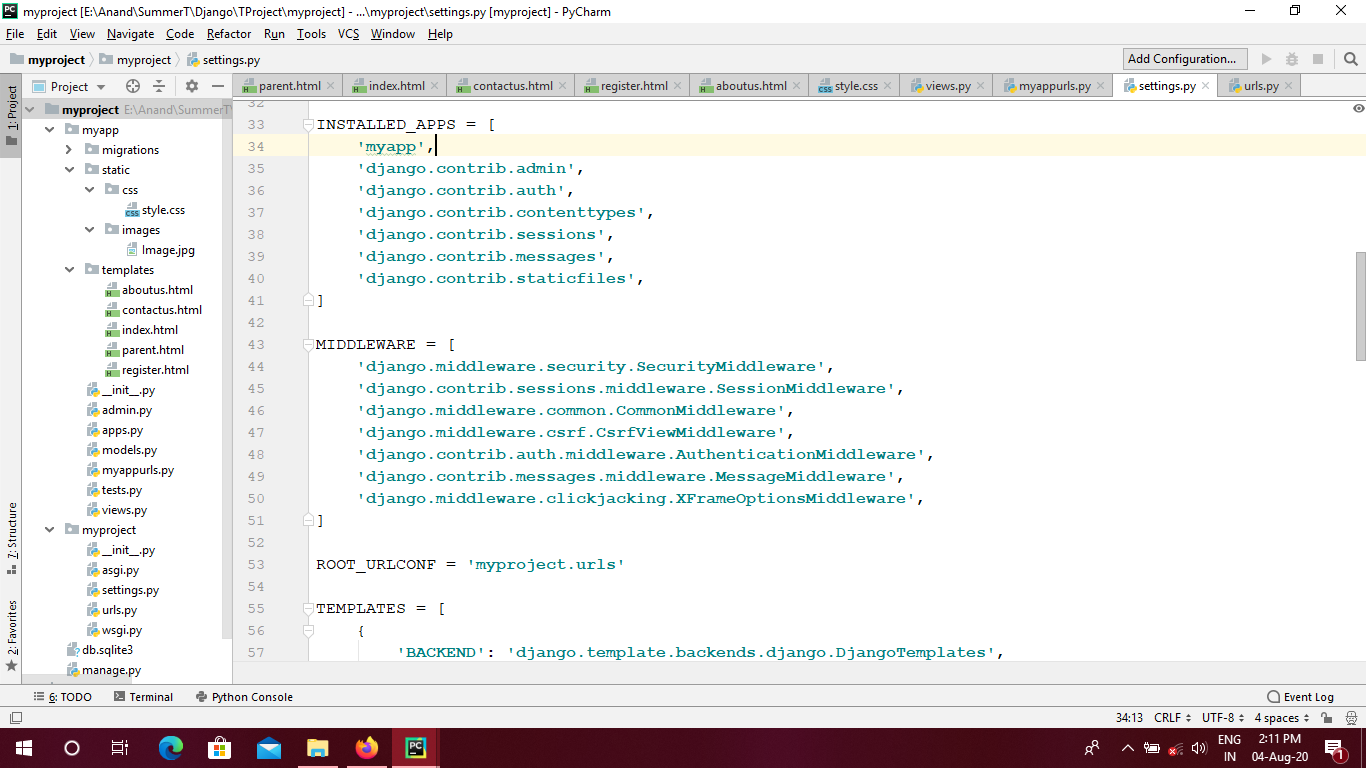 myproject [E:\Anand\SummerT\Django\TProject\myproject] - ...\myproject\settings.py [myproject] - PyCharm
File Edit View Navigate Code Refactor Run Tools VCS Window Help
myproject myproject settings.py Add Configuration...
Project
parent.html index.html contactus.html register.html aboutus.html style.css views.py myappurls.py settings.py urls.py
1: Project
7: Structure
2: Favorites
myproject E:\Anand\SummerT
myapp
migrations
static
css
style.css
images
Image.jpg
templates
aboutus.html
contactus.html
index.html
parent.html
register.html
__init__.py
admin.py
apps.py
models.py
myappurls.py
tests.py
views.py
myproject
__init__.py
asgi.py
settings.py
urls.py
wsgi.py
db.sqlite3
manage.py
32
33 INSTALLED_APPS = [
34 'myapp',
35 'django.contrib.admin',
36 'django.contrib.auth',
37 'django.contrib.contenttypes',
38 'django.contrib.sessions',
39 'django.contrib.messages',
40 'django.contrib.staticfiles',
41 ]
42
43 MIDDLEWARE = [
44 'django.middleware.security.SecurityMiddleware',
45 'django.contrib.sessions.middleware.SessionMiddleware',
46 'django.middleware.common.CommonMiddleware',
47 'django.middleware.csrf.CsrfViewMiddleware',
48 'django.contrib.auth.middleware.AuthenticationMiddleware',
49 'django.contrib.messages.middleware.MessageMiddleware',
50 'django.middleware.clickjacking.XFrameOptionsMiddleware',
51 ]
52
53 ROOT_URLCONF = 'myproject.urls'
54
55 TEMPLATES = [
56 {
57 'BACKEND': 'django.template.backends.django.DjangoTemplates',
6: TODO Terminal Python Console Event Log
34:13 CRLF UTF-8 4 spaces
ENG 2:11 PM
IN 04-Aug-20 1